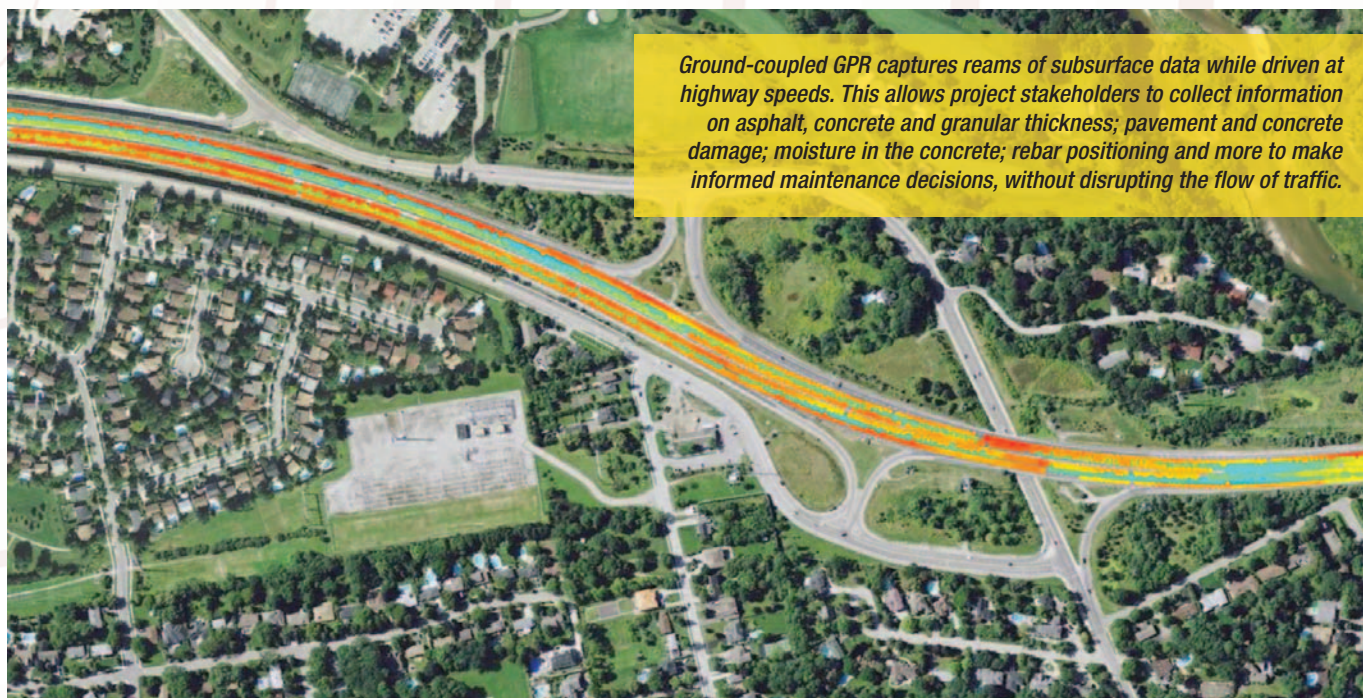 Ground-coupled GPR captures reams of subsurface data while driven at
highway speeds. This allows project stakeholders to collect information
on asphalt, concrete and granular thickness; pavement and concrete
damage; moisture in the concrete; rebar positioning and more to make
informed maintenance decisions, without disrupting the flow of traffic.